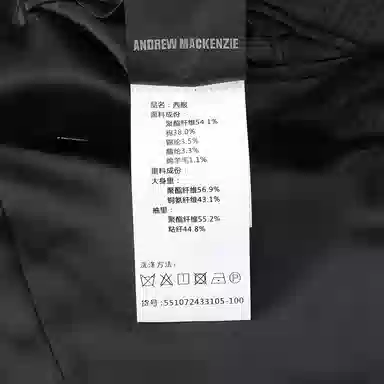 ANDREW MACKENZIE
品名：西服
面料成份
聚酯纤维54.1%
棉38.0%
锦纶3.5%
腈纶3.3%
绵羊毛1.1%
里料成份：
大身里：
聚酯纤维56.9%
铜氨纤维43.1%
袖里：
聚酯纤维55.2%
粘纤44.8%
洗涤方法：
P
货号:551072433105-100